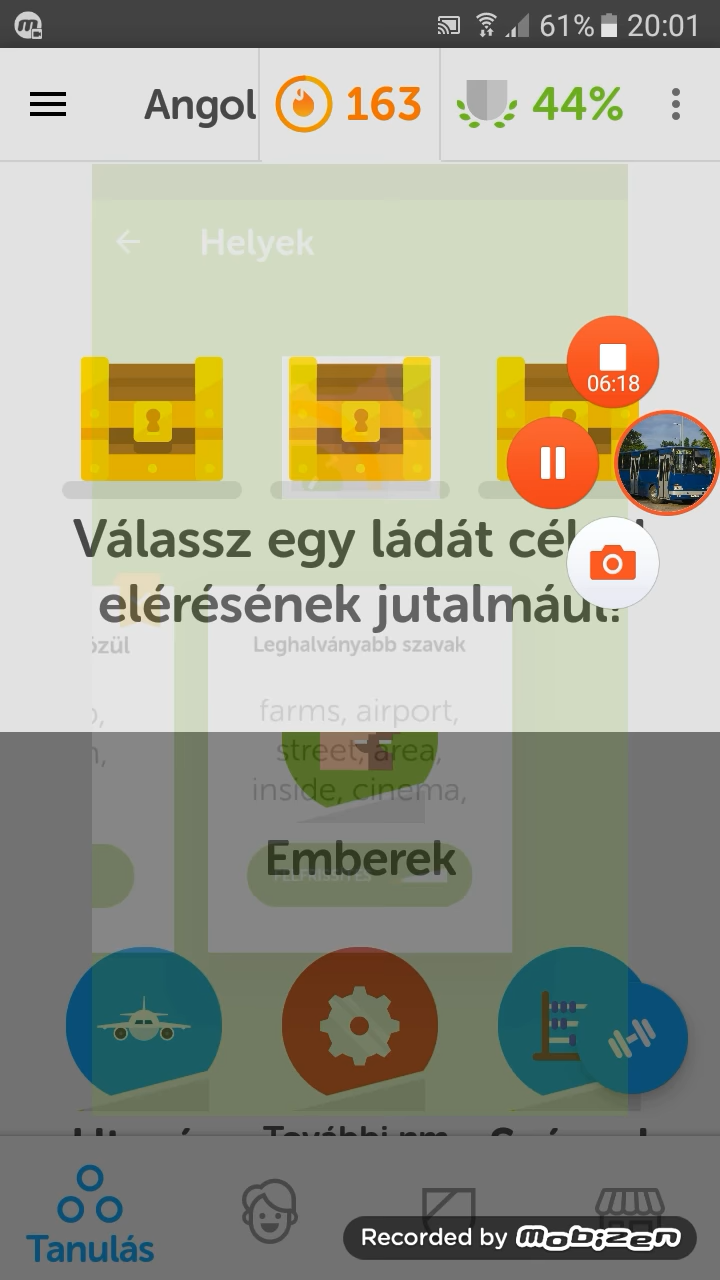 61% 20:01
Angol 163 44%
Helyek
06:18
Válassz egy ládát
elérésének jutalmául!
Leghalványabb szavak
farms, airport,
street, area,
inside, cinema,
Emberek
További
Tanulás
Recorded by mobizen